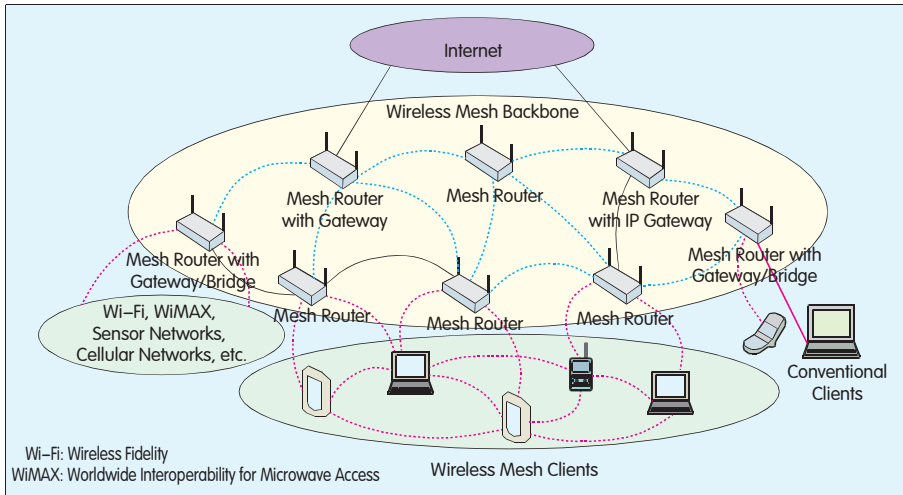 Internet
Wireless Mesh Backbone
Mesh Router
with Gateway
Mesh Router
Mesh Router
with IP Gateway
Mesh Router with
Gateway/Bridge
Mesh Router with
Gateway/Bridge
Mesh Router
Mesh Router
Mesh Router
Wi-Fi, WiMAX,
Sensor Networks,
Cellular Networks, etc.
Conventional
Clients
Wireless Mesh Clients
Wi-Fi: Wireless Fidelity
WiMAX: Worldwide Interoperability for Microwave Access